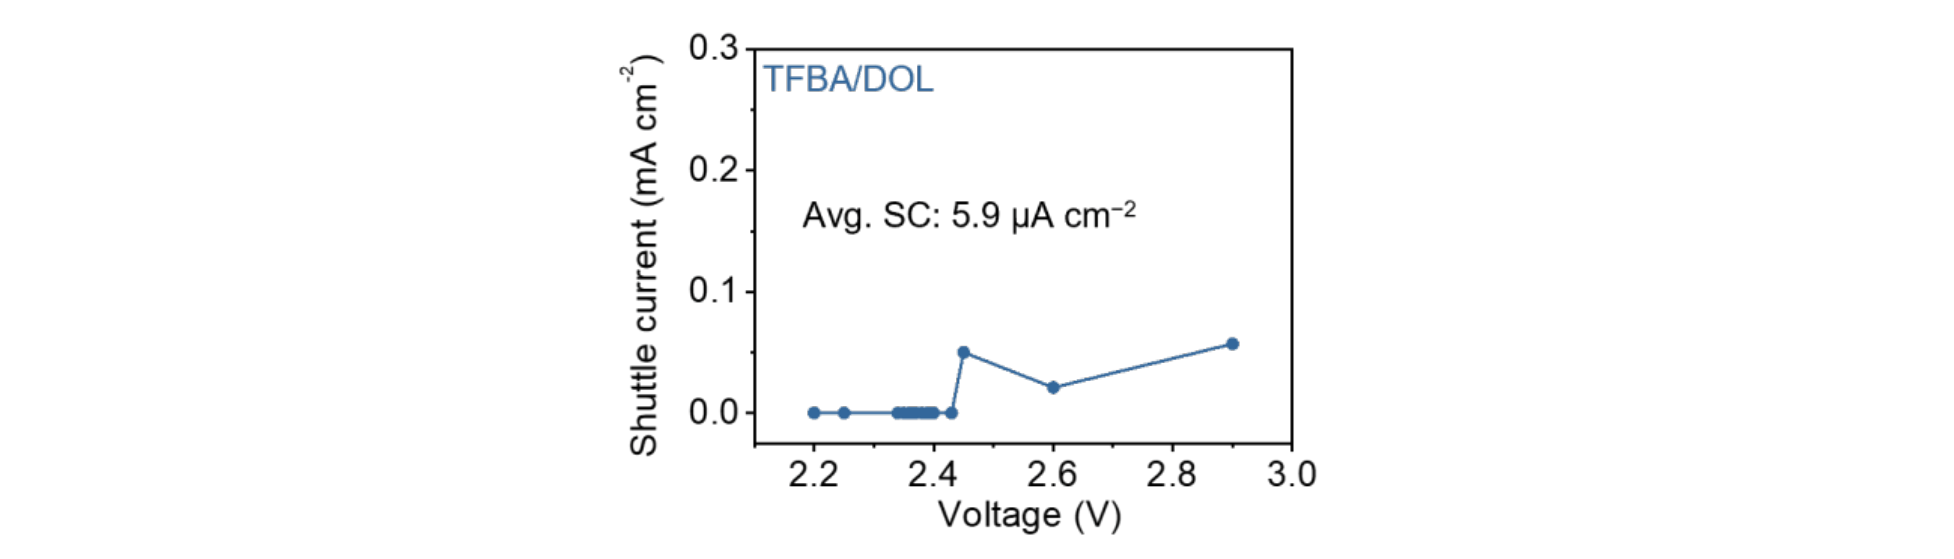 0.3
TFBA/DOL
0.2
Avg. SC: 5.9 µA cm⁻²
0.1
0.0
Shuttle current (mA cm⁻²)
2.2 2.4 2.6 2.8 3.0
Voltage (V)